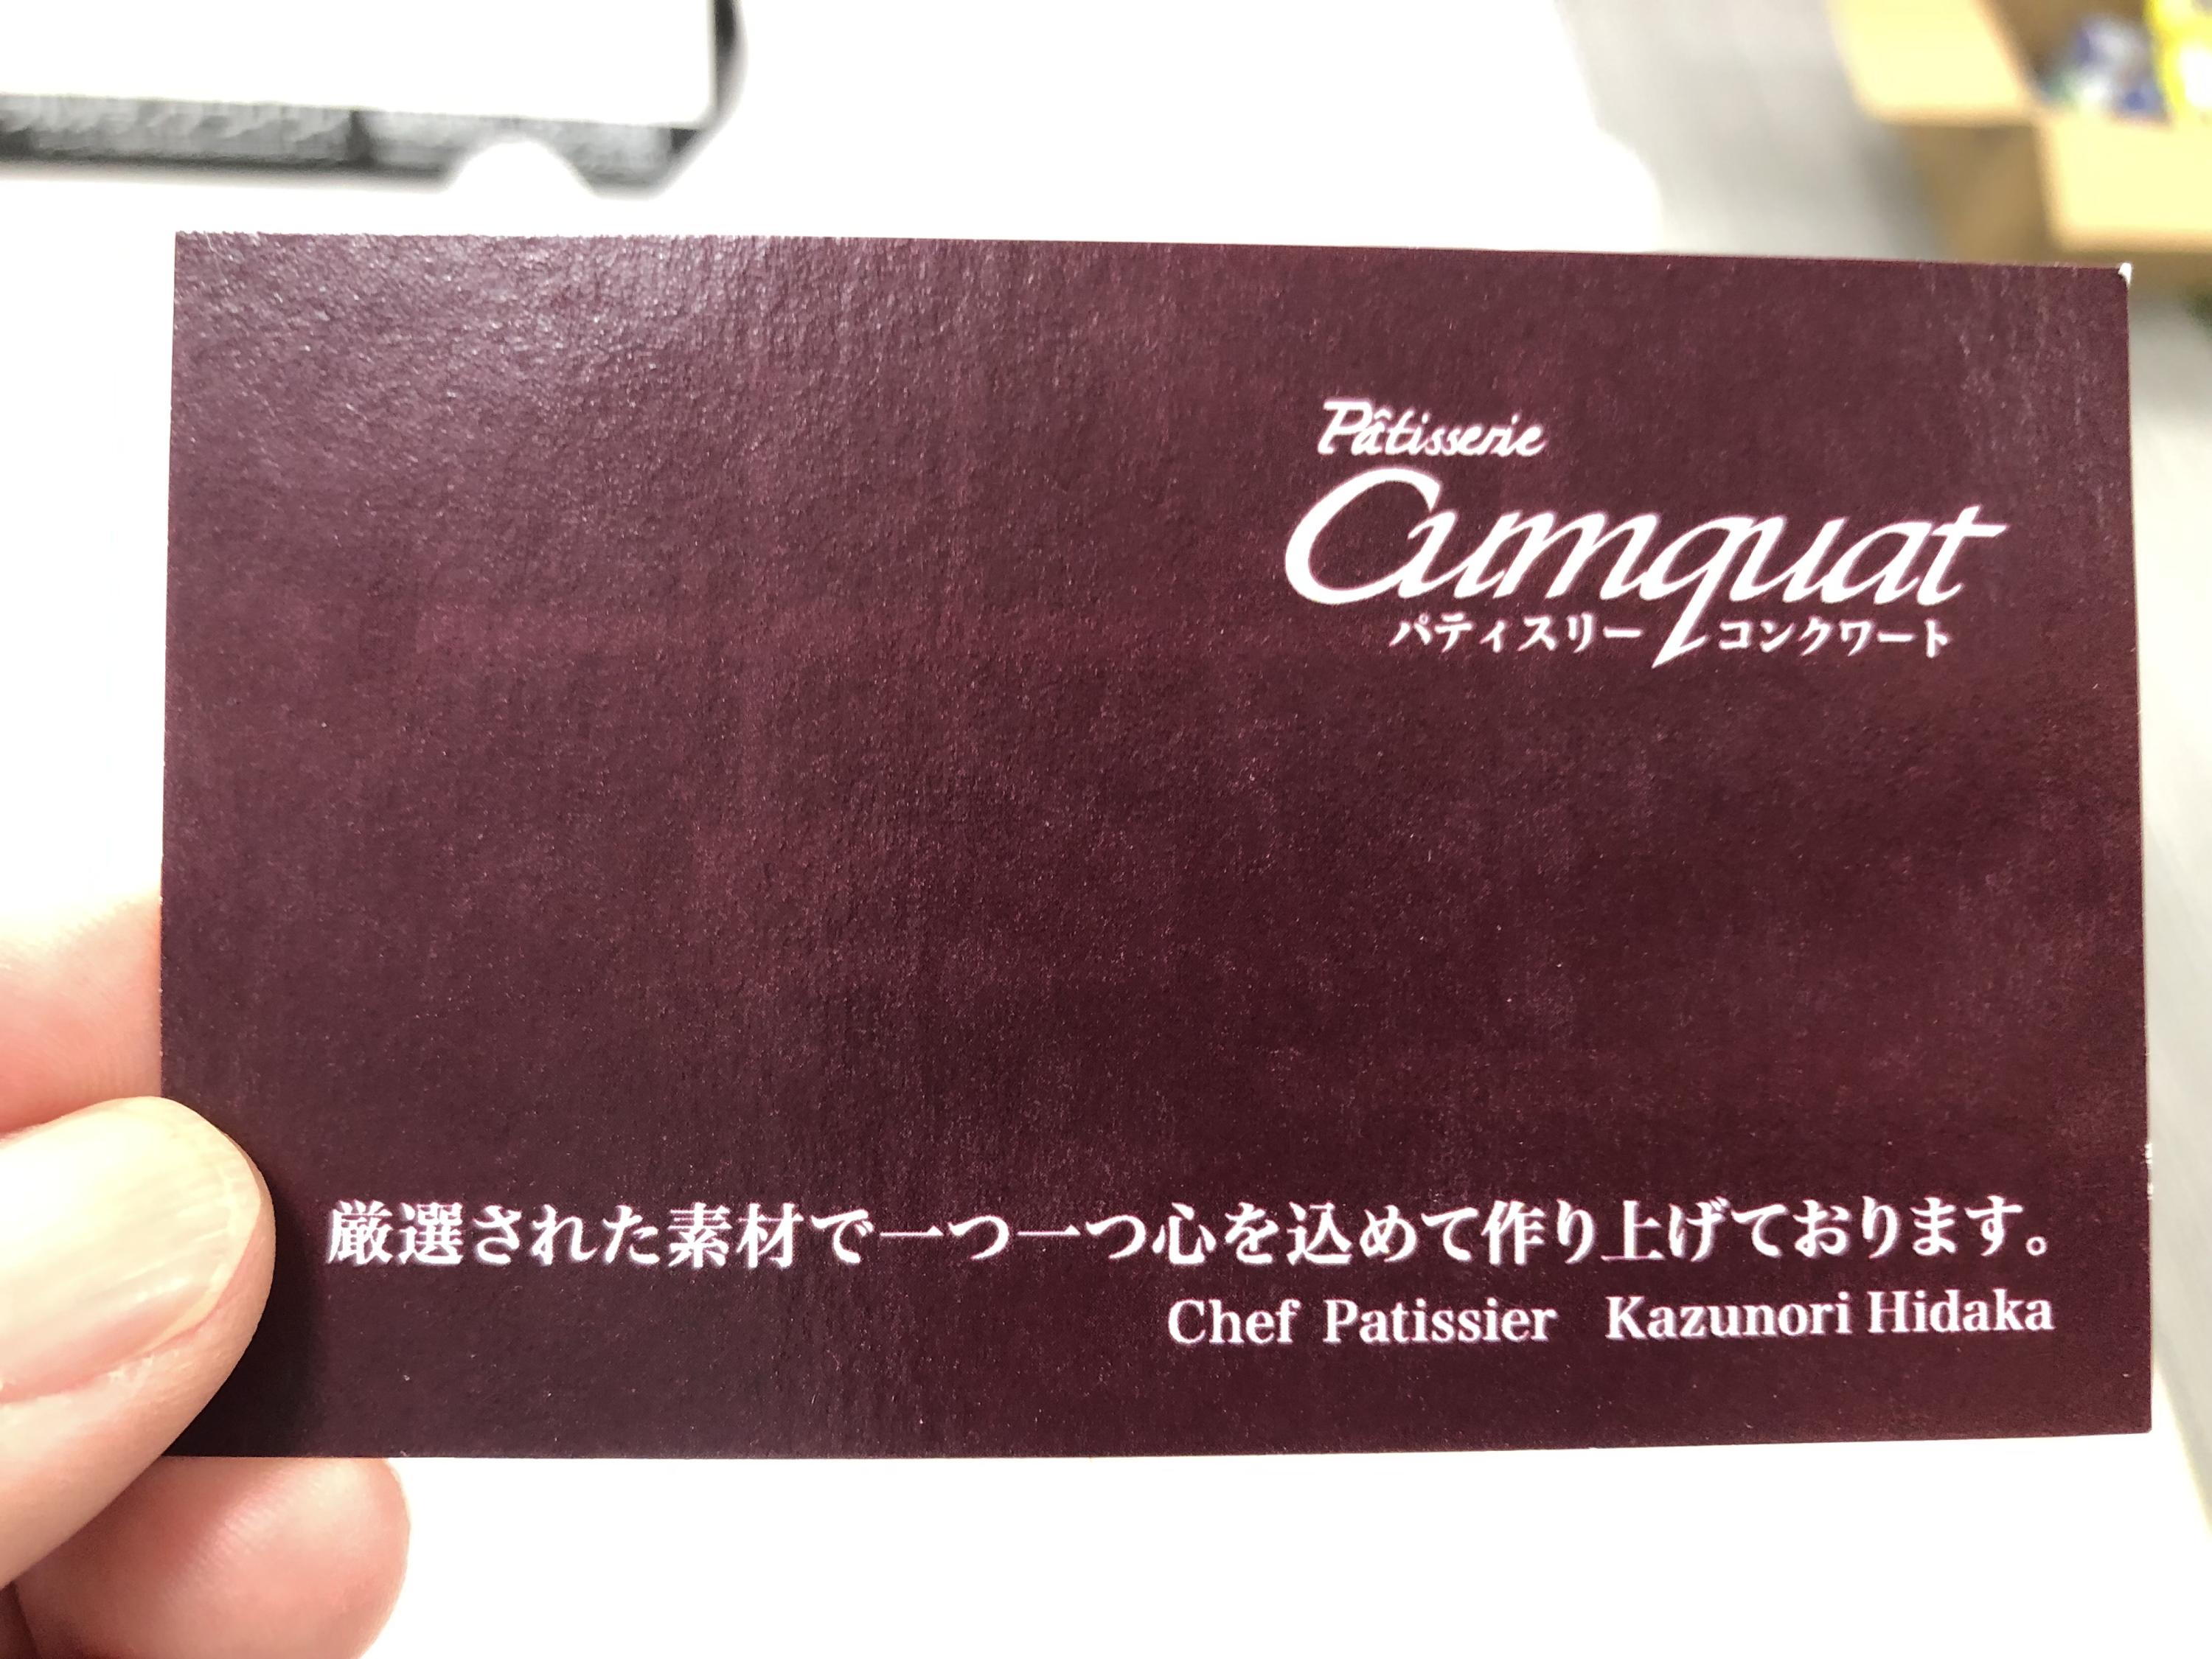 Pâtisserie
Cumquat
パティスリー コンクワート
厳選された素材で一つ一つ心を込めて作り上げております。
Chef Patissier Kazunori Hidaka